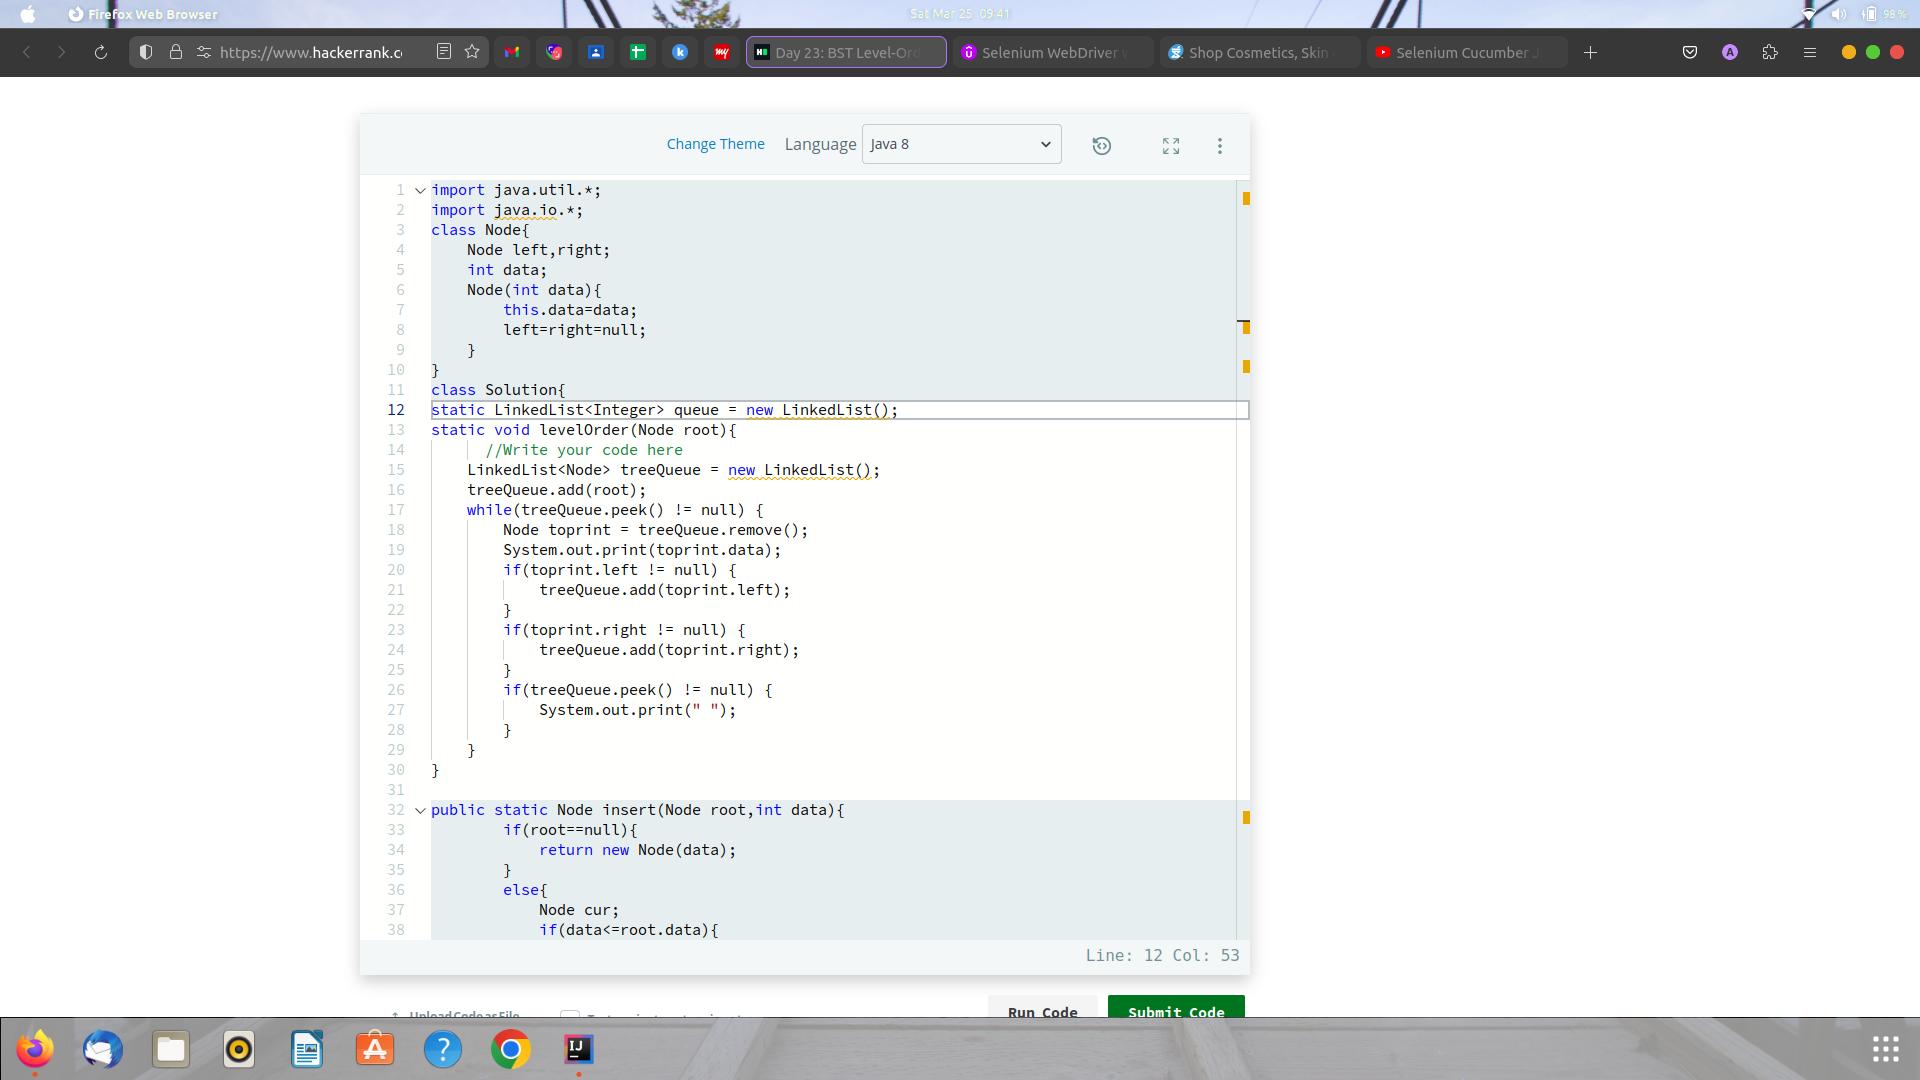 Firefox Web Browser
Sat Mar 25 09:41
98%
https://www.hackerrank.c
Day 23: BST Level-Ord
Selenium WebDriver
Shop Cosmetics, Skin
Selenium Cucumber J
Change Theme
Language
Java 8
1 import java.util.*;
2 import java.io.*;
3 class Node{
4 Node left,right;
5 int data;
6 Node(int data){
7 this.data=data;
8 left=right=null;
9 }
10 }
11 class Solution{
12 static LinkedList<Integer> queue = new LinkedList();
13 static void levelOrder(Node root){
14 //Write your code here
15 LinkedList<Node> treeQueue = new LinkedList();
16 treeQueue.add(root);
17 while(treeQueue.peek() != null) {
18 Node toprint = treeQueue.remove();
19 System.out.print(toprint.data);
20 if(toprint.left != null) {
21 treeQueue.add(toprint.left);
22 }
23 if(toprint.right != null) {
24 treeQueue.add(toprint.right);
25 }
26 if(treeQueue.peek() != null) {
27 System.out.print(" ");
28 }
29 }
30 }
31
32 public static Node insert(Node root,int data){
33 if(root==null){
34 return new Node(data);
35 }
36 else{
37 Node cur;
38 if(data<=root.data){
Line: 12 Col: 53
Upload Code as File
Run Code
Submit Code